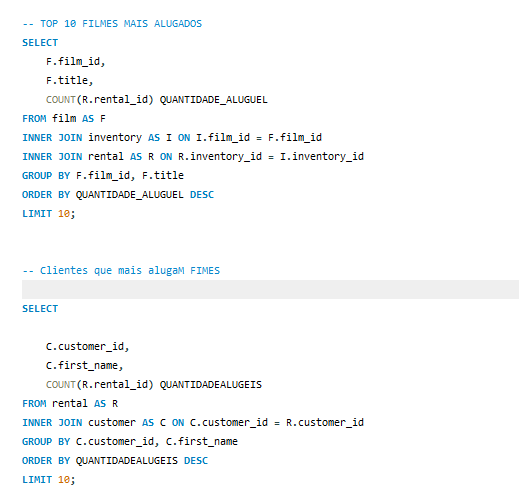 -- TOP 10 FILMES MAIS ALUGADOS
SELECT
F.film_id,
F.title,
COUNT(R.rental_id) QUANTIDADE_ALUGUEL
FROM film AS F
INNER JOIN inventory AS I ON I.film_id = F.film_id
INNER JOIN rental AS R ON R.inventory_id = I.inventory_id
GROUP BY F.film_id, F.title
ORDER BY QUANTIDADE_ALUGUEL DESC
LIMIT 10;
-- Clientes que mais alugaM FIMES
SELECT
C.customer_id,
C.first_name,
COUNT(R.rental_id) QUANTIDADEALUGEIS
FROM rental AS R
INNER JOIN customer AS C ON C.customer_id = R.customer_id
GROUP BY C.customer_id, C.first_name
ORDER BY QUANTIDADEALUGEIS DESC
LIMIT 10;